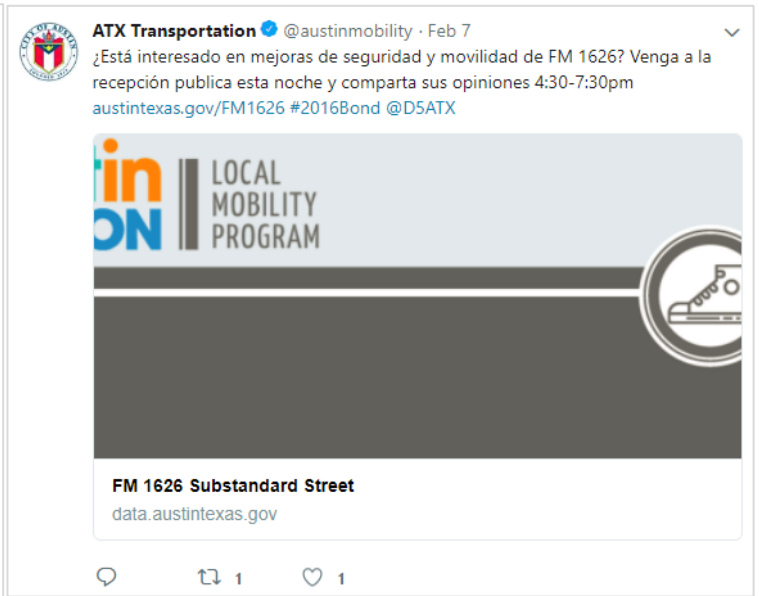 ATX Transportation @austinmobility · Feb 7
¿Está interesado en mejoras de seguridad y movilidad de FM 1626? Venga a la
recepción publica esta noche y comparta sus opiniones 4:30-7:30pm
austintexas.gov/FM1626 #2016Bond @D5ATX
tin
ON
LOCAL
MOBILITY
PROGRAM
FM 1626 Substandard Street
data.austintexas.gov
1 1